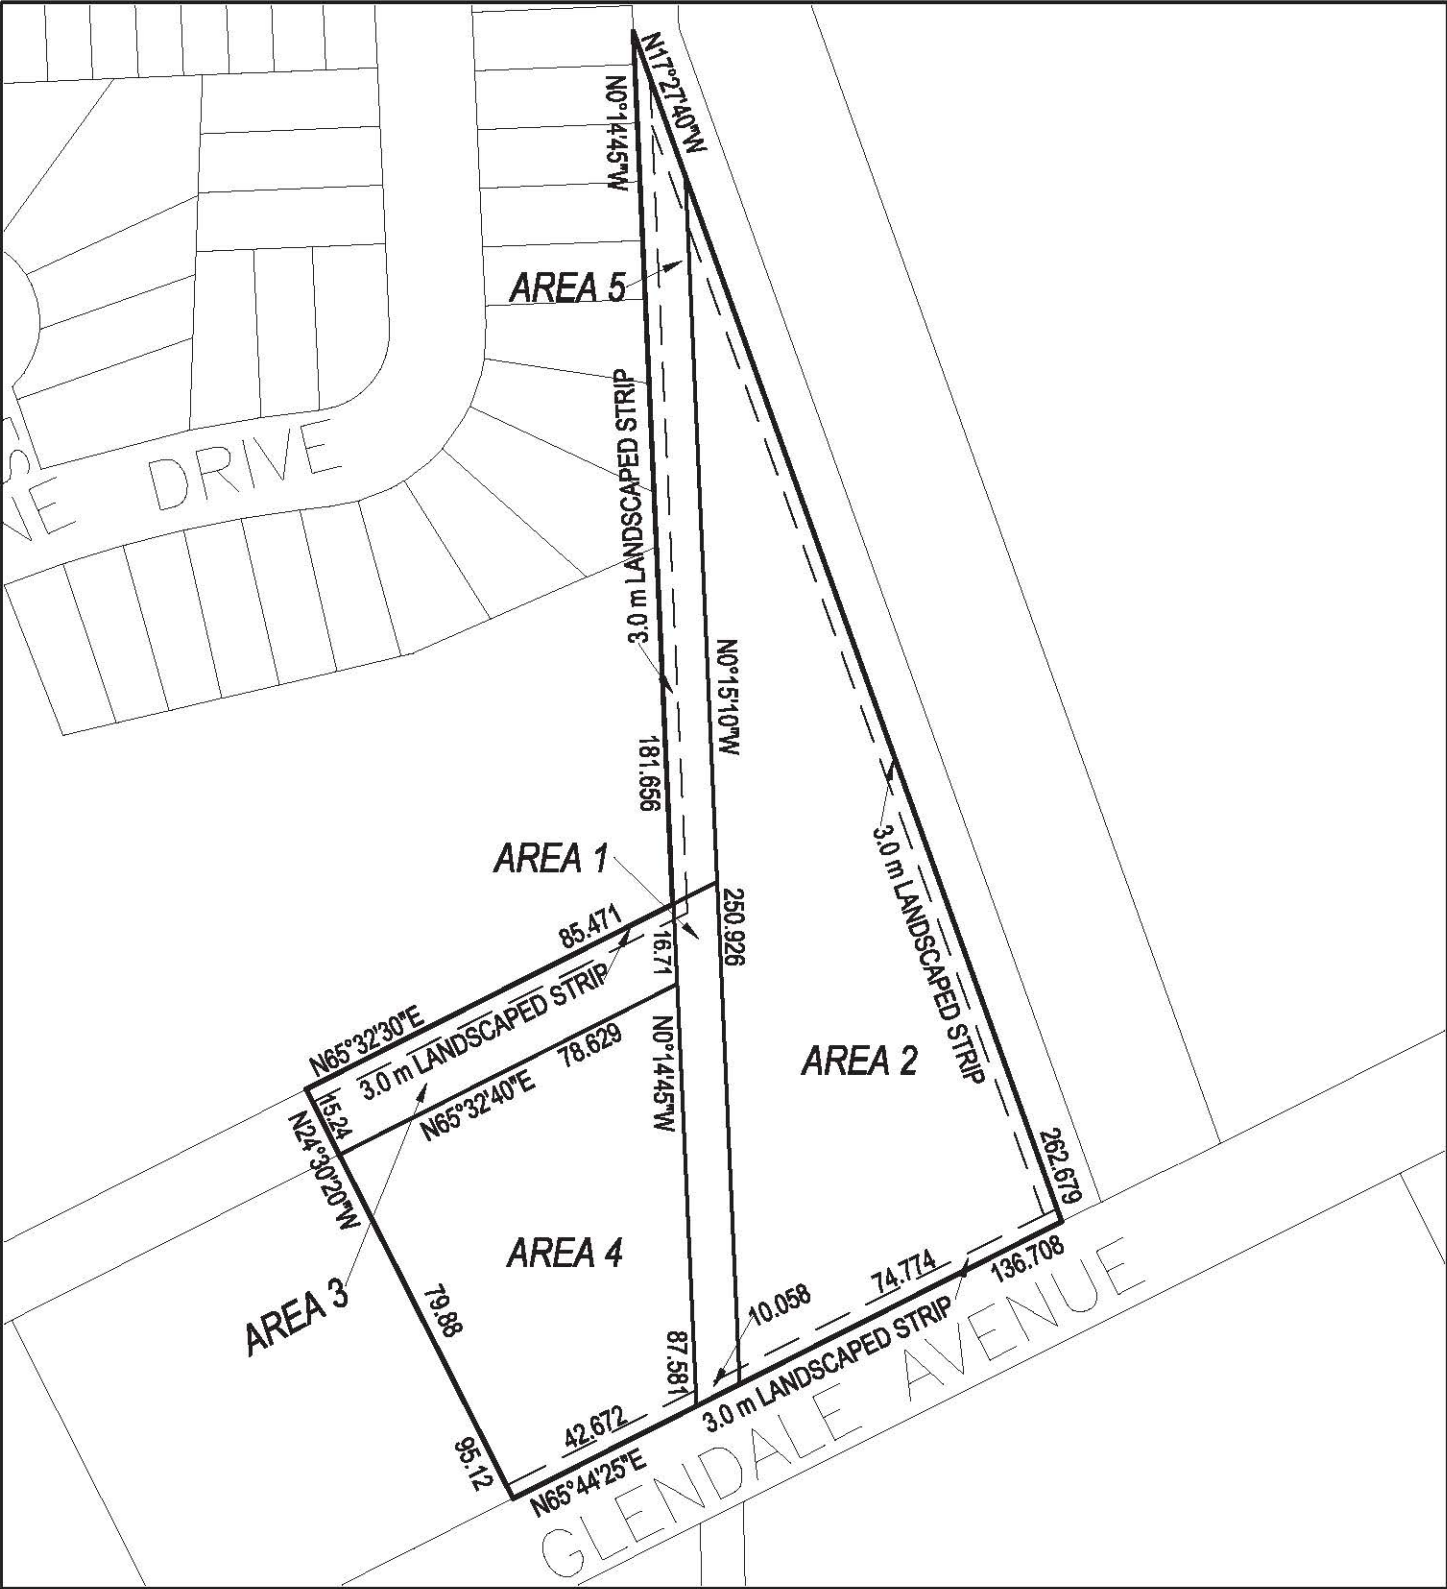 N17°27'40"W
N0°14'45"W
AREA 5
3.0 m LANDSCAPED STRIP
DRIVE
NE
S
N0°15'10"W
181.656
3.0 m LANDSCAPED STRIP
AREA 1
85.471
16.71
250.926
N65°32'30"E
3.0 m LANDSCAPED STRIP
78.629
N65°32'40"E
N0°14'45"W
AREA 2
15.24
N24°30'20"W
262.679
AREA 4
AREA 3
79.88
74.774
136.708
10.058
87.581
3.0 m LANDSCAPED STRIP
42.672
95.12
N65°44'25"E
GLENDALE AVENUE